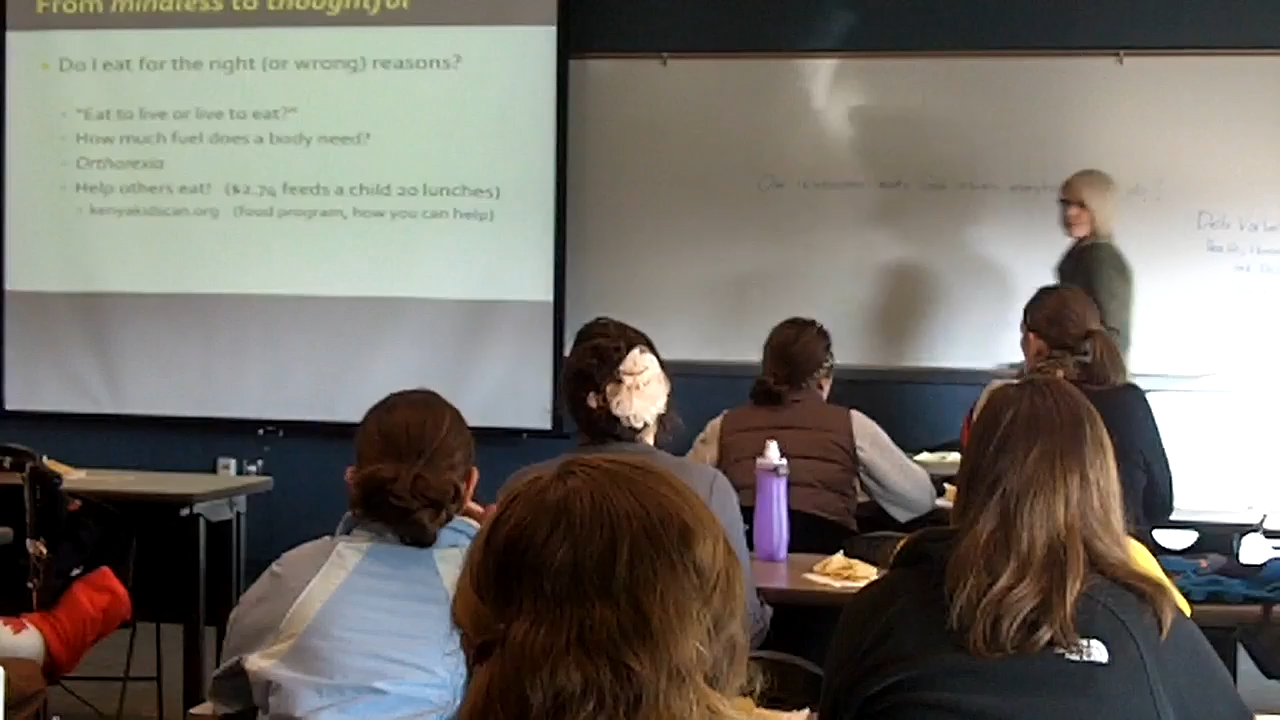 From mindless to thoughtful
Do I eat for the right (or wrong) reasons?
"Eat to live or live to eat?"
How much fuel does a body need?
Orthorexia
Help others eat! ($2.74 feeds a child 20 lunches)
kenyakidscan.org (food program, how you can help)
THE NORTH FACE